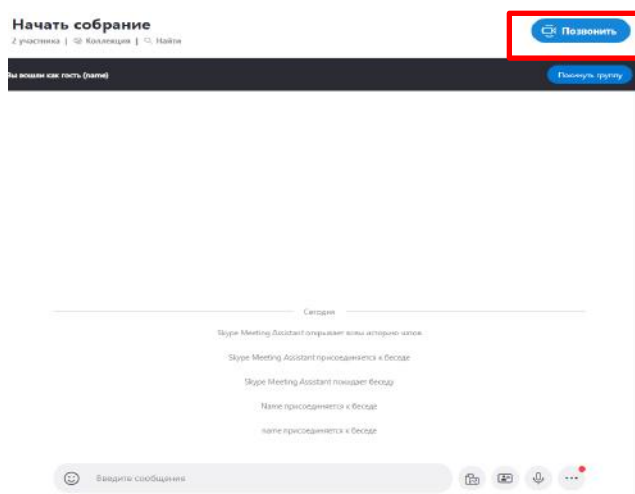 Начать собрание
Позвонить
2 участника | Коллекция | Найти
Вы вошли как гость (name)
Покинуть группу
Сегодня
Skype Meeting Assistant открывает всем историю чатов
Skype Meeting Assistant присоединяется к беседе
Skype Meeting Assistant покидает беседу
Name присоединяется к беседе
name присоединяется к беседе
Введите сообщение